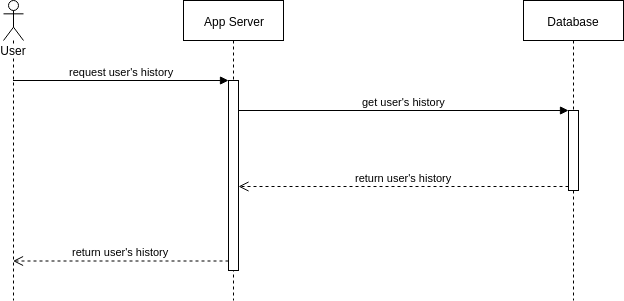 App Server
Database
User
request user's history
get user's history
return user's history
return user's history